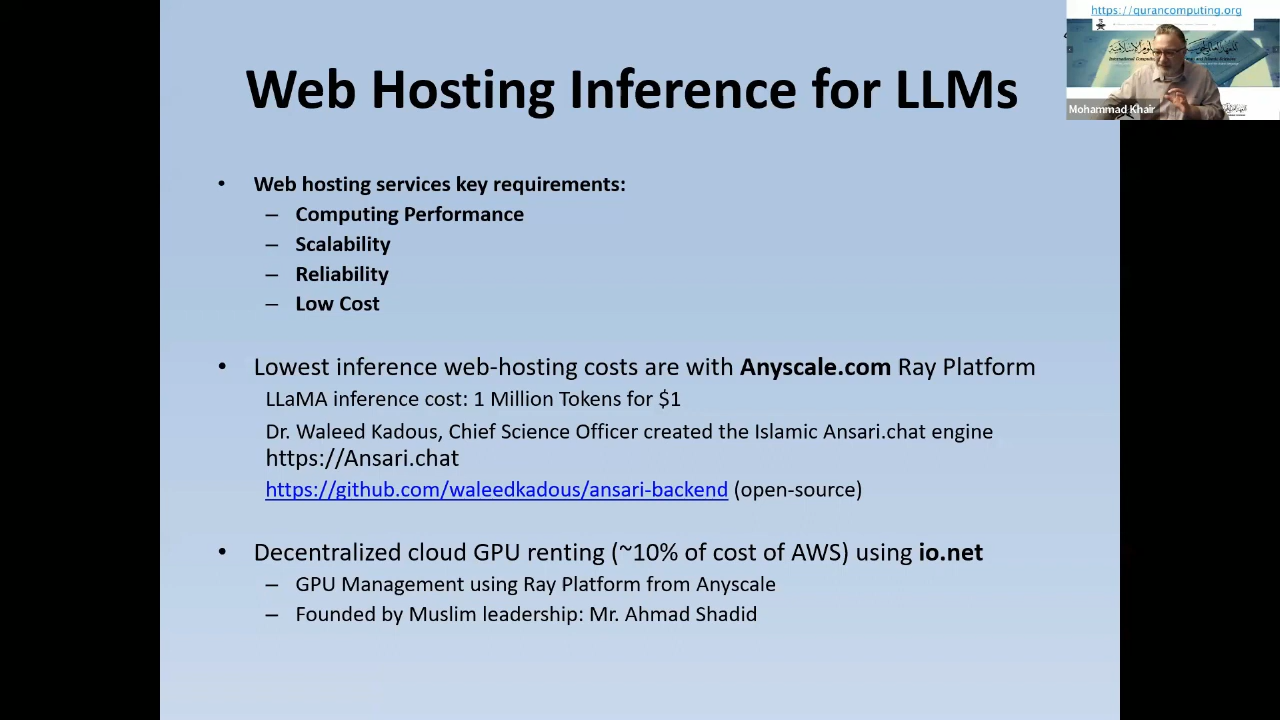 https://qurancomputing.org
Mohammad Khair
Web Hosting Inference for LLMs
• Web hosting services key requirements:
– Computing Performance
– Scalability
– Reliability
– Low Cost
• Lowest inference web-hosting costs are with Anyscale.com Ray Platform
LLaMA inference cost: 1 Million Tokens for $1
Dr. Waleed Kadous, Chief Science Officer created the Islamic Ansari.chat engine
https://Ansari.chat
https://github.com/waleedkadous/ansari-backend (open-source)
• Decentralized cloud GPU renting (~10% of cost of AWS) using io.net
– GPU Management using Ray Platform from Anyscale
– Founded by Muslim leadership: Mr. Ahmad Shadid